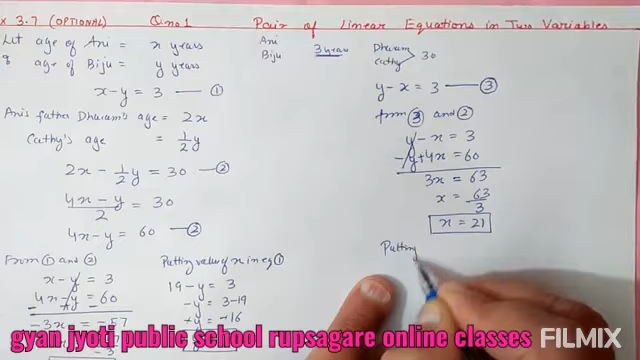 x 3.7 (OPTIONAL) Q.no 1 Pair of Linear Equations in Two Variables
Let age of Ani = x years
& age of Biju = y years
x-y = 3 — ①
Ani's father Dharam's age = 2x
Cathy's age = 1/2 y
2x - 1/2 y = 30 — ②
4x-y / 2 = 30
4x-y = 60 — ②
From ① and ②
x-y = 3
4x-y = 60
-3x = -57
-3
Putting value of x in eq ①
19-y = 3
-y = 3-19
+y = -16
Ani
Biju 3 years
Dharam
Cathy > 30
y-x = 3 — ③
from ③ and ②
y-x = 3
-y+4x = 60
3x = 63
x = 63/3
x = 21
Putting
gyan jyoti public school rupsagare online classes
FILMIX